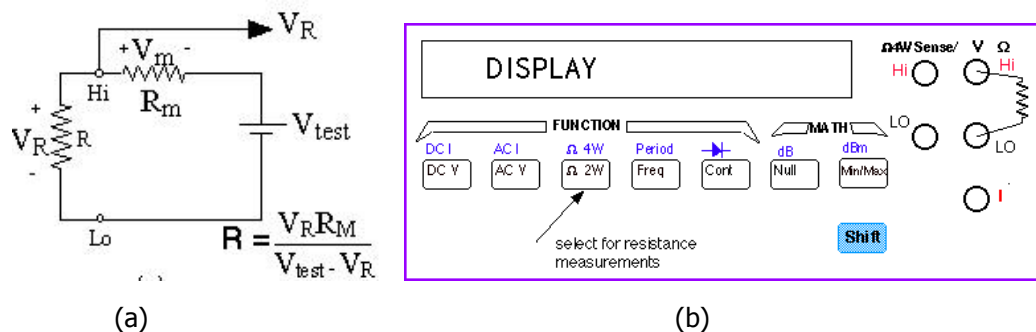 V_R
+ V_m -
Hi
R_m
+
V_R
R
-
V_test
Lo
R = V_R R_M
V_test - V_R
(a)
DISPLAY
Ω4W Sense/ V Ω
Hi Hi
LO
LO
I
FUNCTION
MATH
DC I AC I Ω 4W Period dB dBm
DC V AC V Ω 2W Freq Cont Null Min/Max
Shift
select for resistance
measurements
(b)